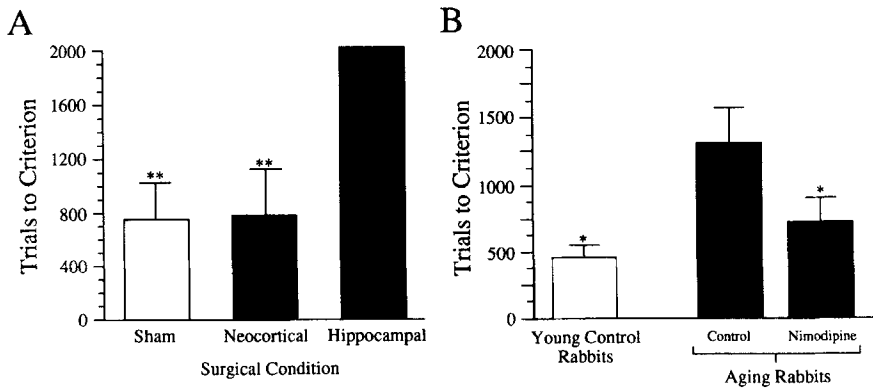 A
Trials to Criterion
2000
1600
1200
800
400
0
**
**
Sham
Neocortical
Hippocampal
Surgical Condition
B
Trials to Criterion
2000
1500
1000
500
0
*
*
Young Control
Rabbits
Control
Nimodipine
Aging Rabbits